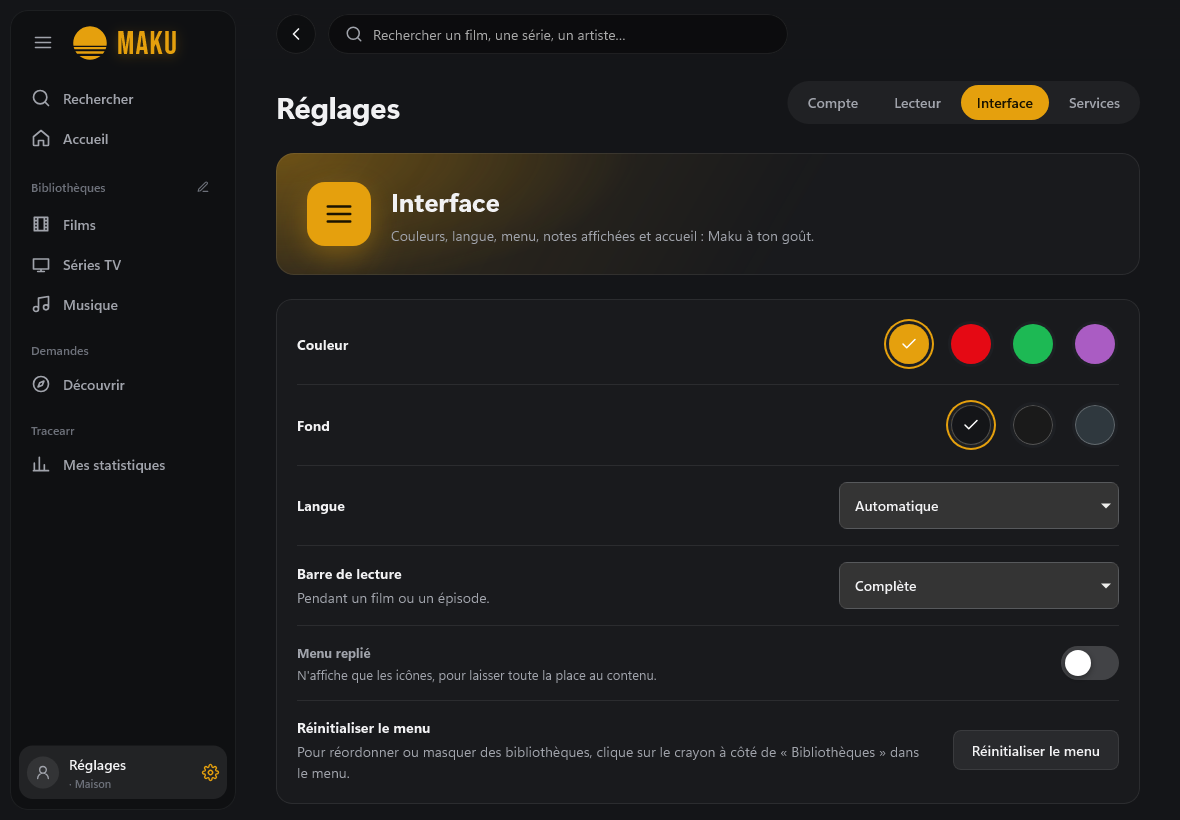 MAKU
Rechercher
Accueil
Bibliothèques
Films
Séries TV
Musique
Demandes
Découvrir
Tracearr
Mes statistiques
Réglages
· Maison
Rechercher un film, une série, un artiste…
Réglages
Compte
Lecteur
Interface
Services
Interface
Couleurs, langue, menu, notes affichées et accueil : Maku à ton goût.
Couleur
Fond
Langue
Automatique
Barre de lecture
Pendant un film ou un épisode.
Complète
Menu replié
N'affiche que les icônes, pour laisser toute la place au contenu.
Réinitialiser le menu
Pour réordonner ou masquer des bibliothèques, clique sur le crayon à côté de « Bibliothèques » dans
le menu.
Réinitialiser le menu